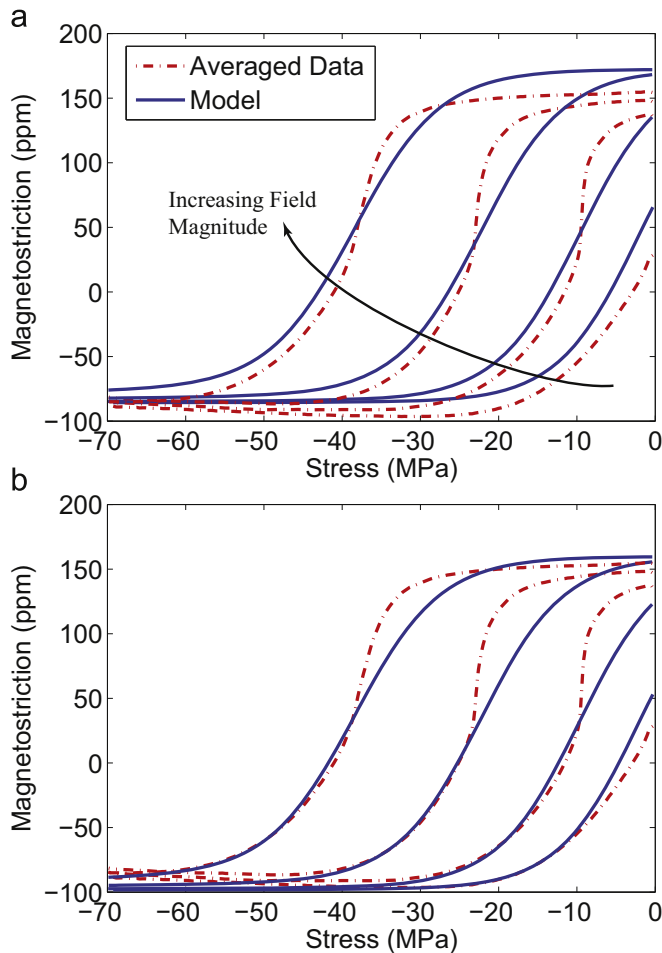 a
200
150
100
50
0
−50
−100
Magnetostriction (ppm)
Averaged Data
Model
Increasing Field
Magnitude
−70 −60 −50 −40 −30 −20 −10 0
Stress (MPa)
b
200
150
100
50
0
−50
−100
Magnetostriction (ppm)
−70 −60 −50 −40 −30 −20 −10 0
Stress (MPa)